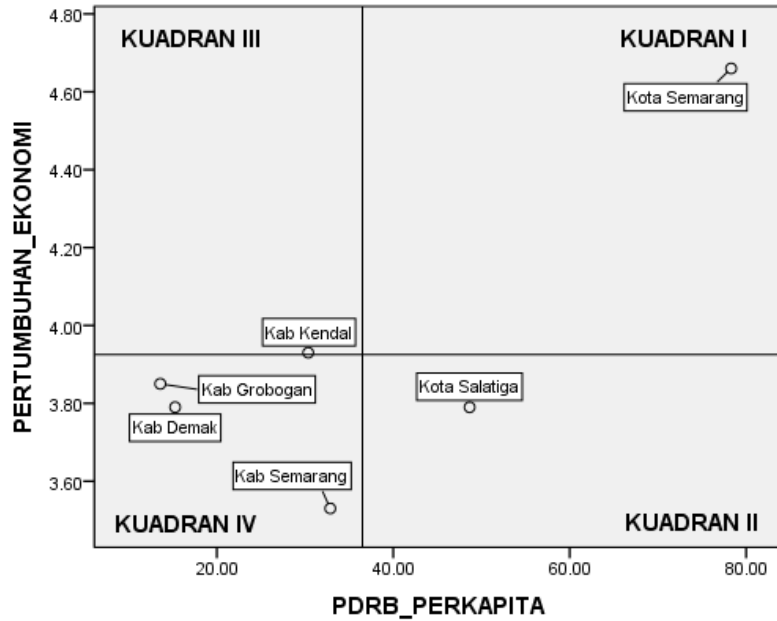 4.80
4.60
4.40
4.20
4.00
3.80
3.60
PERTUMBUHAN_EKONOMI
KUADRAN III
KUADRAN I
Kota Semarang
Kab Kendal
Kab Grobogan
Kota Salatiga
Kab Demak
Kab Semarang
KUADRAN IV
KUADRAN II
20.00
40.00
60.00
80.00
PDRB_PERKAPITA